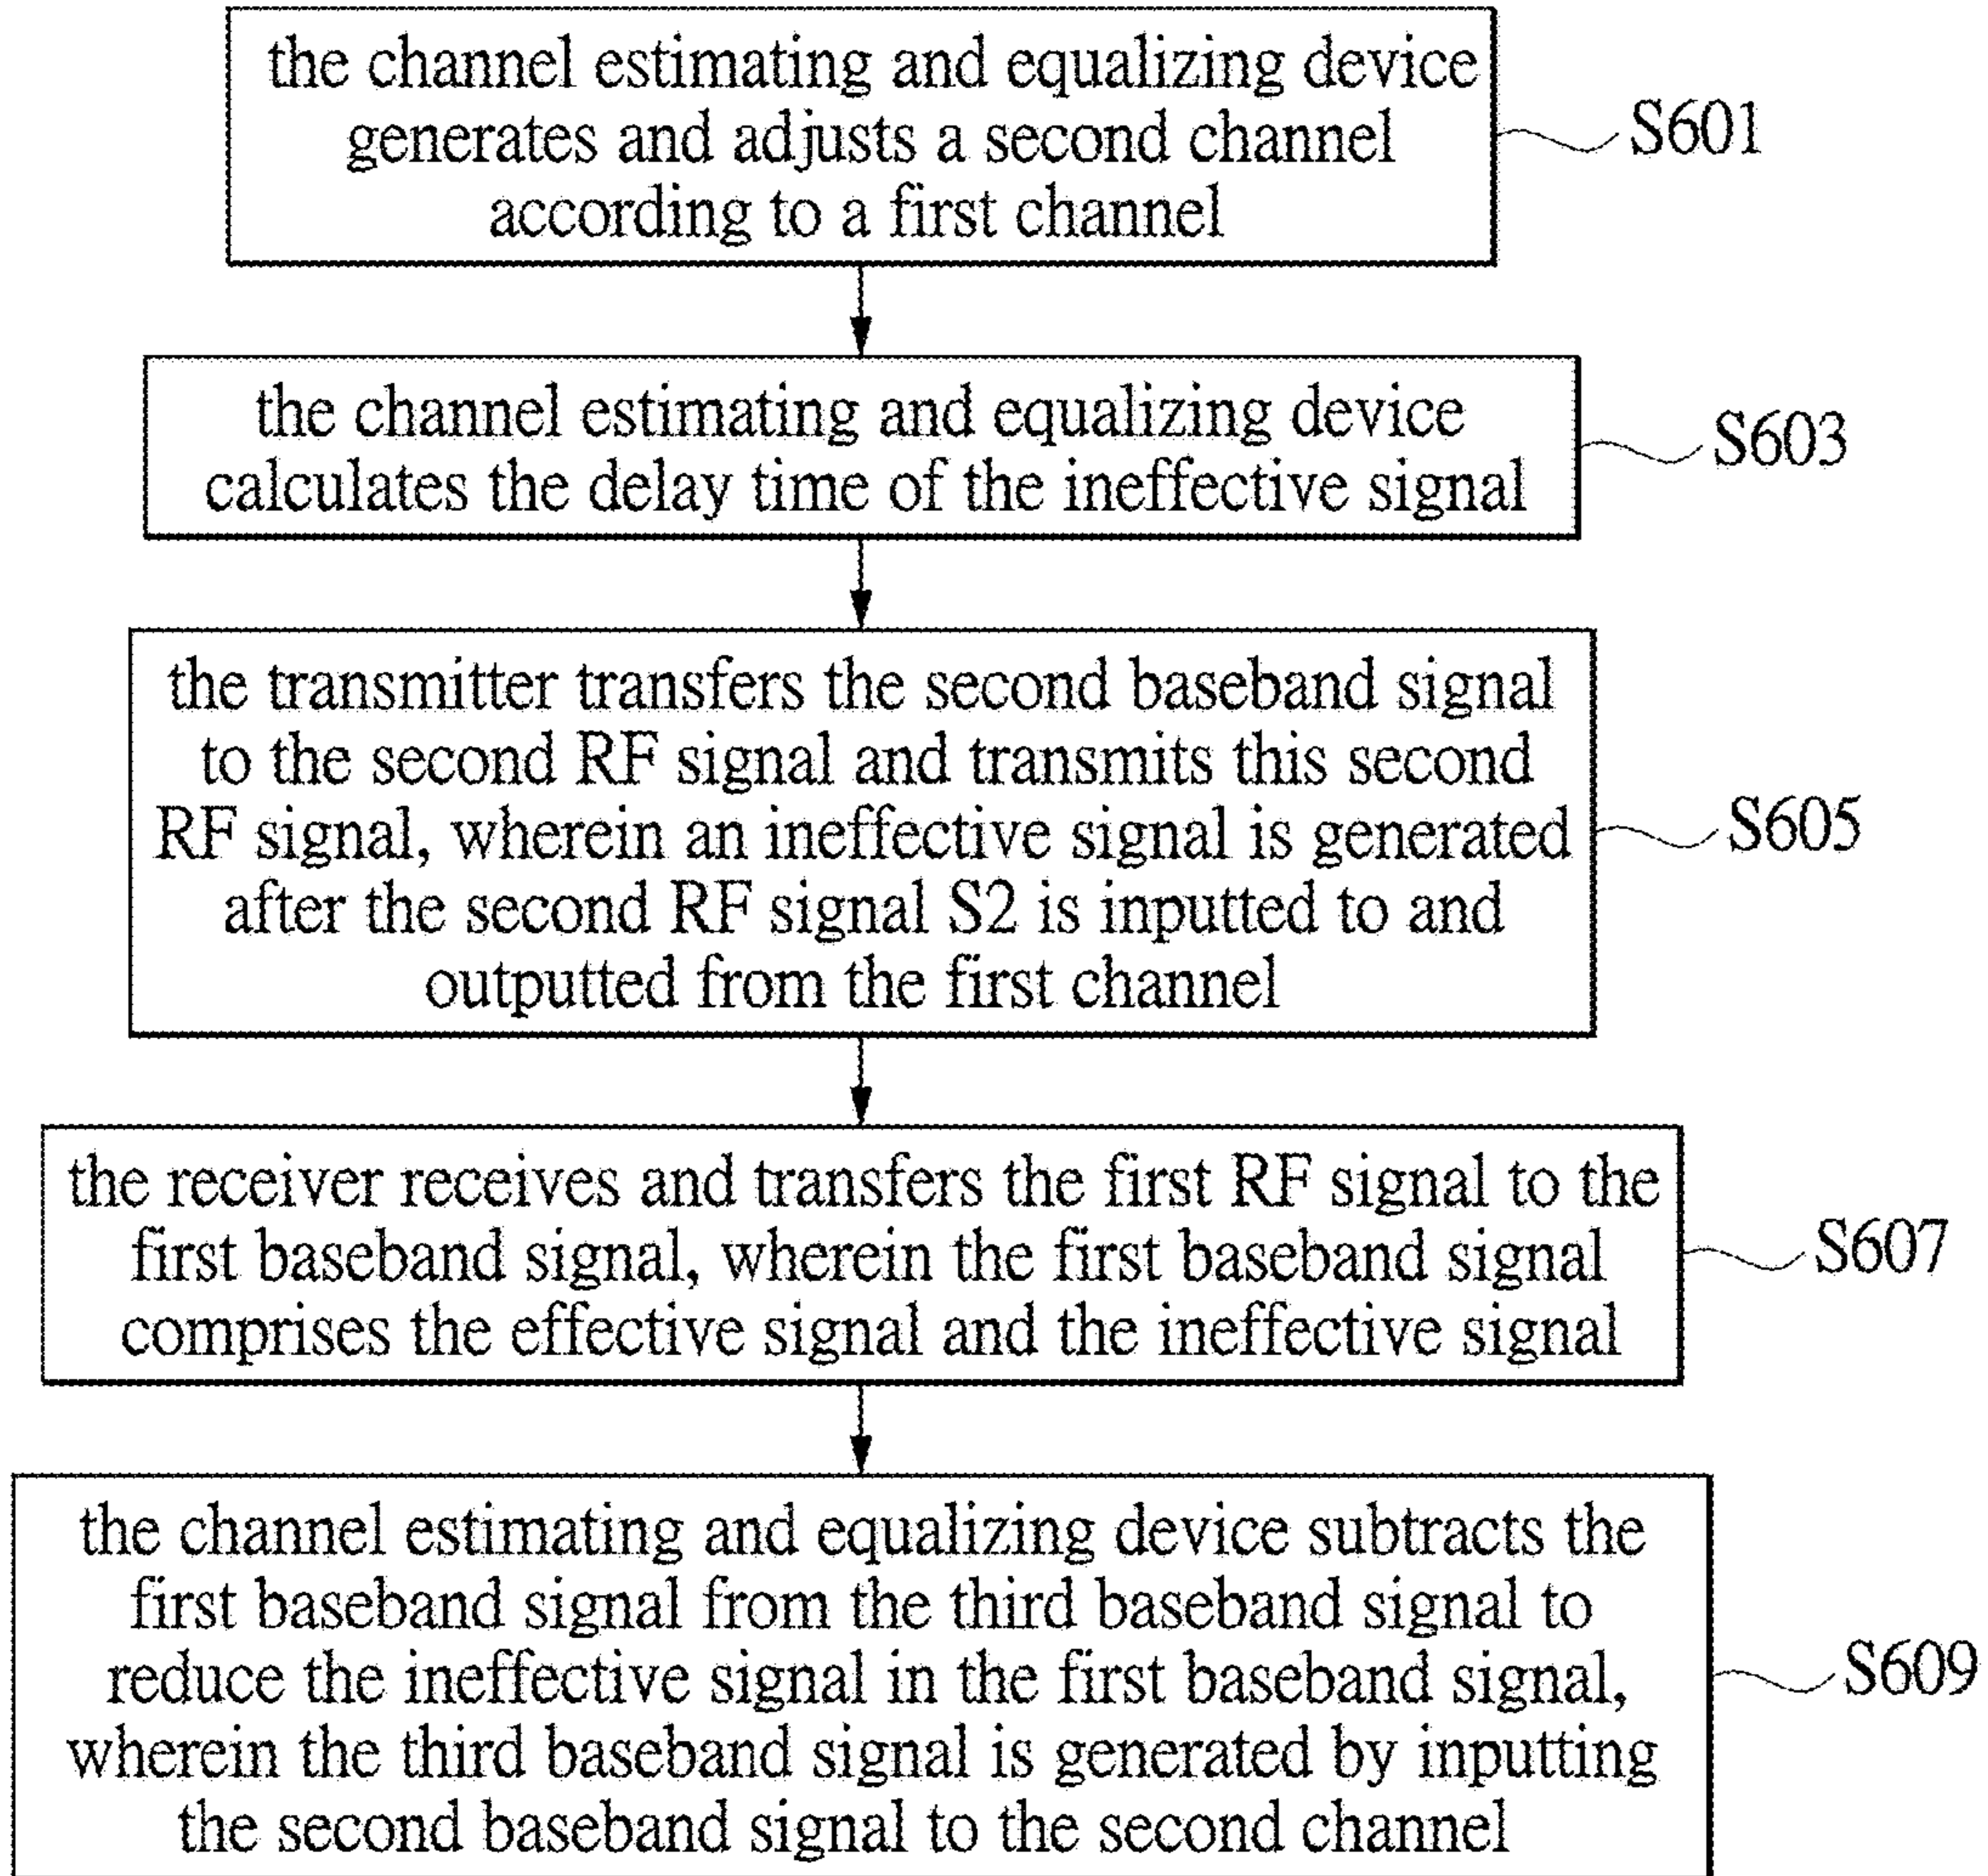 the channel estimating and equalizing device
generates and adjusts a second channel
according to a first channel
S601
the channel estimating and equalizing device
calculates the delay time of the ineffective signal
S603
the transmitter transfers the second baseband signal
to the second RF signal and transmits this second
RF signal, wherein an ineffective signal is generated
after the second RF signal S2 is inputted to and
outputted from the first channel
S605
the receiver receives and transfers the first RF signal to the
first baseband signal, wherein the first baseband signal
comprises the effective signal and the ineffective signal
S607
the channel estimating and equalizing device subtracts the
first baseband signal from the third baseband signal to
reduce the ineffective signal in the first baseband signal,
wherein the third baseband signal is generated by inputting
the second baseband signal to the second channel
S609